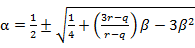 α = 1/2 ± √(1/4 + ((3r-q)/(r-q))β - 3β²)